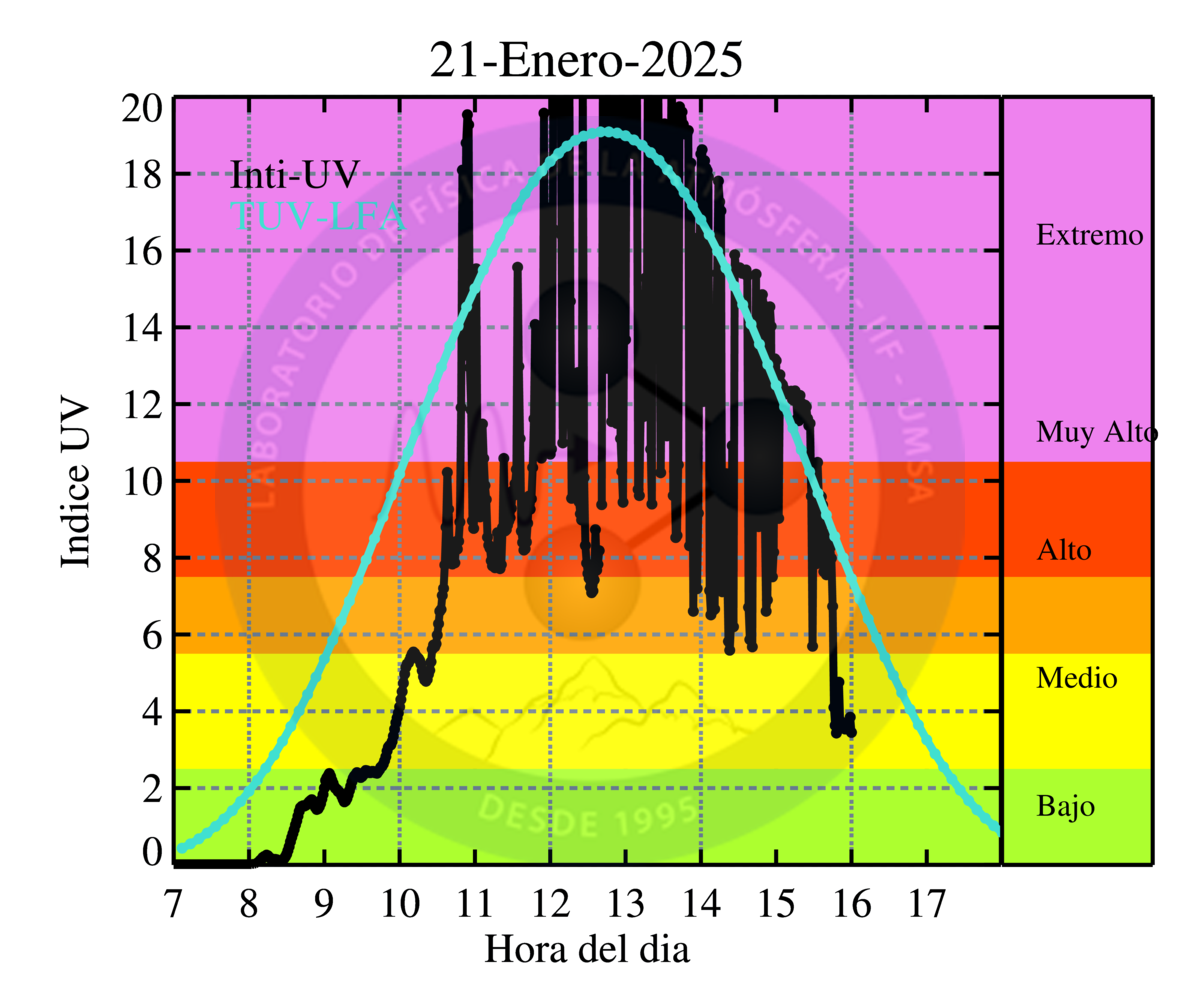 21-Enero-2025
20
18
16
14
12
10
8
6
4
2
0
Indice UV
Inti-UV
TUV-LFA
LABORATORIO DE FÍSICA DE LA ATMÓSFERA - IIF - UMSA
DESDE 1995
Extremo
Muy Alto
Alto
Medio
Bajo
7 8 9 10 11 12 13 14 15 16 17
Hora del dia